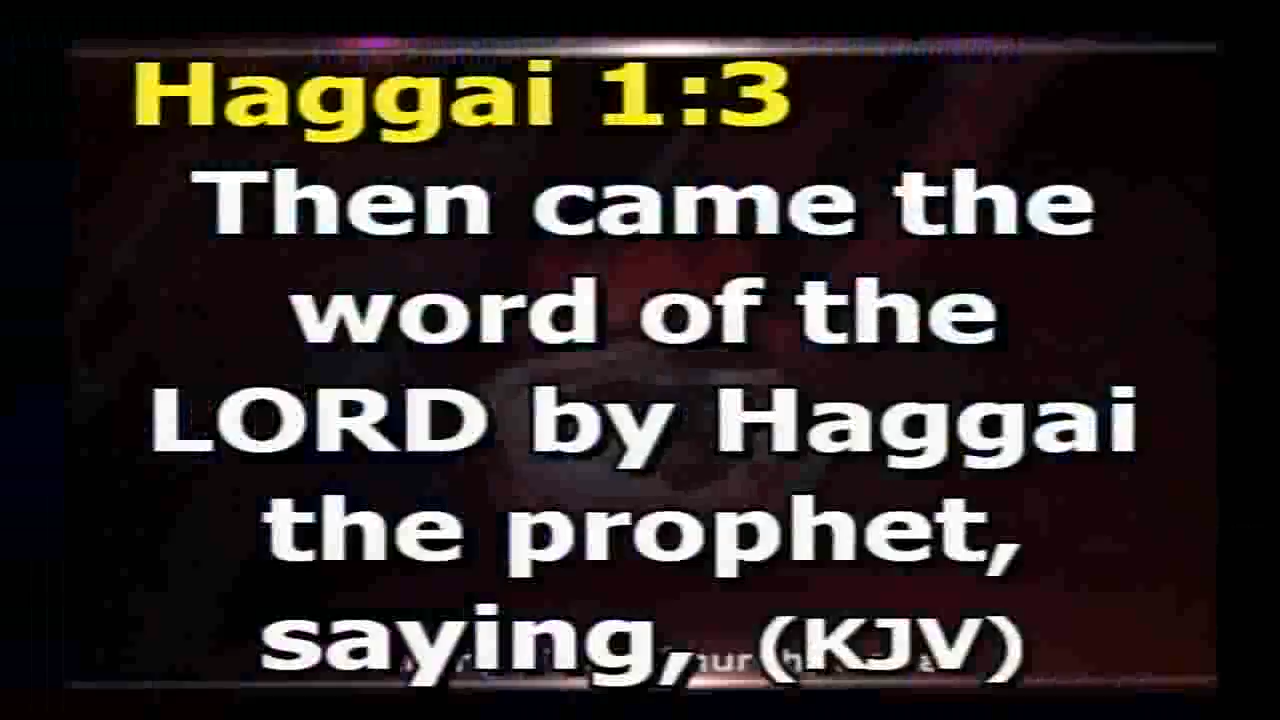 Haggai 1:3
Then came the
word of the
LORD by Haggai
the prophet,
saying, (KJV)